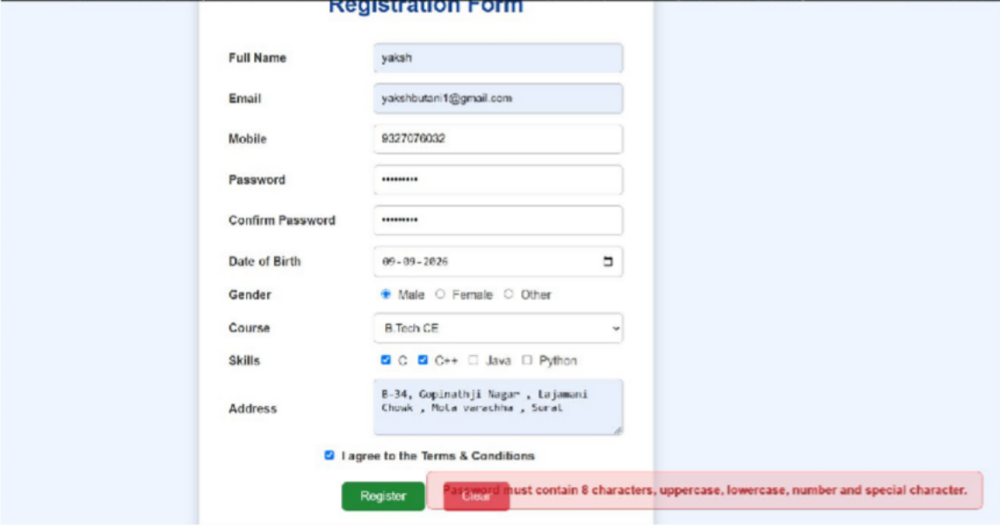 Registration Form
Full Name yaksh
Email yakshbutani1@gmail.com
Mobile 9327076032
Password •••••••••
Confirm Password •••••••••
Date of Birth 09-09-2026
Gender Male Female Other
Course B.Tech CE
Skills C C++ Java Python
Address B-34, Gopinathji Nagar , Lajamani
Chowk , Mota varachha , Surat
I agree to the Terms & Conditions
Register Clear Password must contain 8 characters, uppercase, lowercase, number and special character.